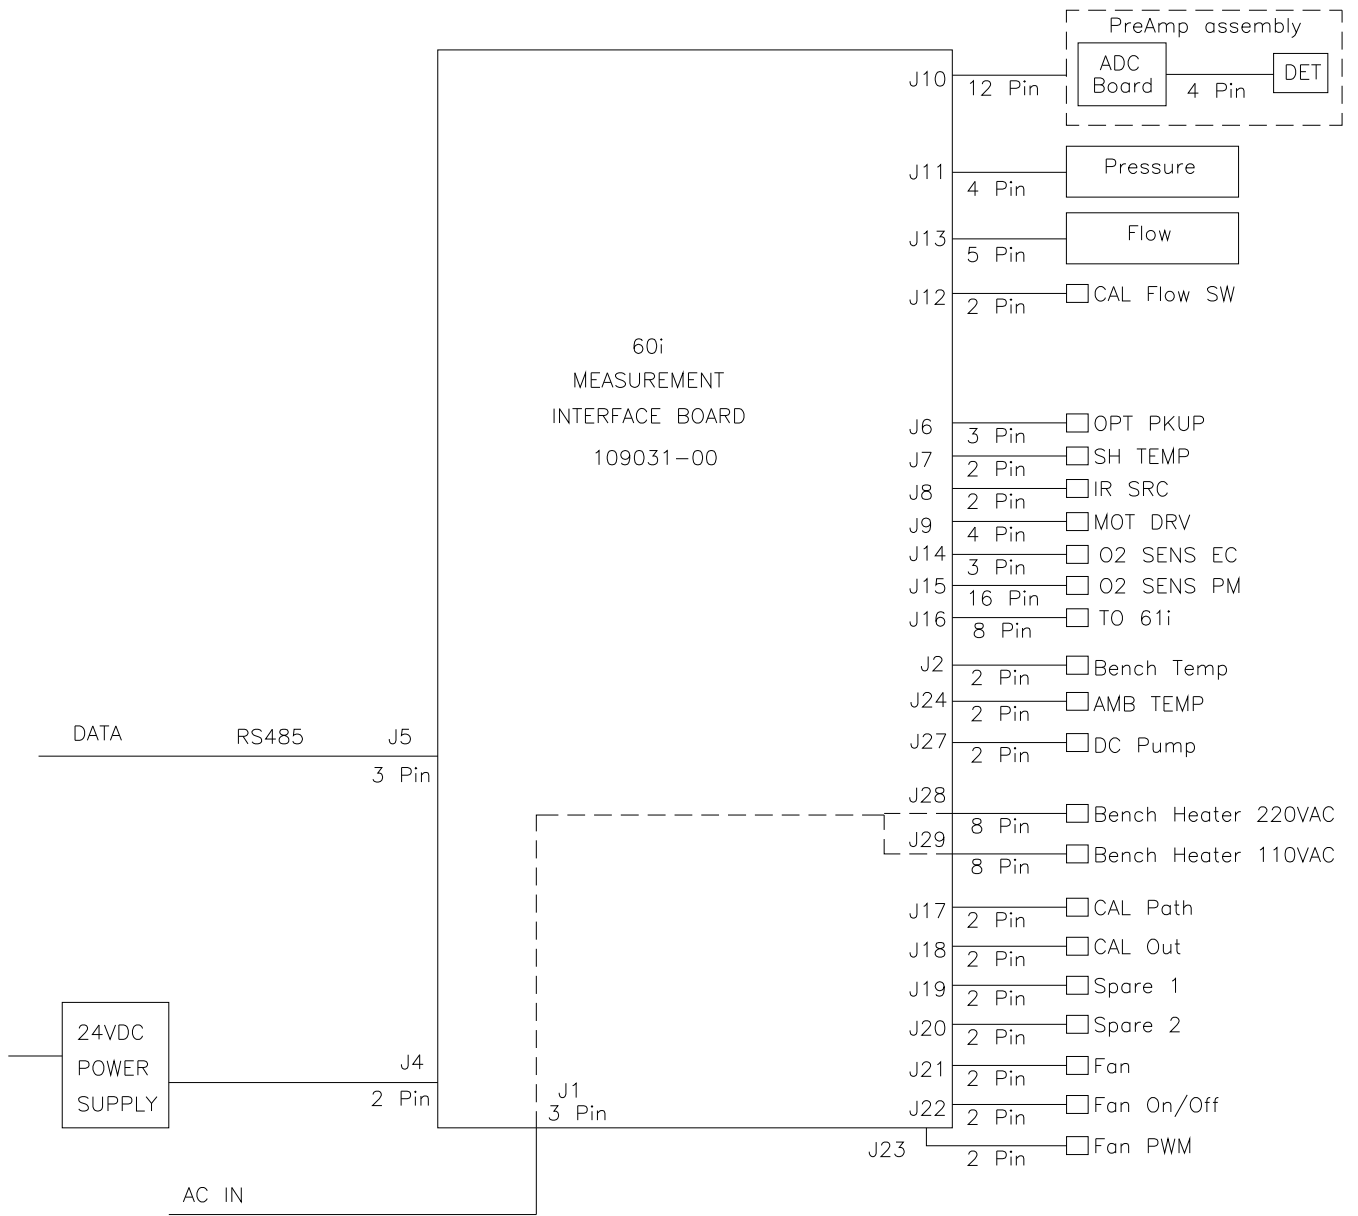 PreAmp assembly
ADC
Board
4 Pin
DET
J10
12 Pin
J11
4 Pin
Pressure
J13
5 Pin
Flow
J12
2 Pin
CAL Flow SW
60i
MEASUREMENT
INTERFACE BOARD
109031-00
J6
3 Pin
OPT PKUP
J7
2 Pin
SH TEMP
J8
2 Pin
IR SRC
J9
4 Pin
MOT DRV
J14
3 Pin
O2 SENS EC
J15
16 Pin
O2 SENS PM
J16
8 Pin
TO 61i
J2
2 Pin
Bench Temp
J24
2 Pin
AMB TEMP
J27
2 Pin
DC Pump
DATA
RS485
J5
3 Pin
J28
8 Pin
Bench Heater 220VAC
J29
8 Pin
Bench Heater 110VAC
J17
2 Pin
CAL Path
J18
2 Pin
CAL Out
J19
2 Pin
Spare 1
J20
2 Pin
Spare 2
J21
2 Pin
Fan
J22
2 Pin
Fan On/Off
J23
2 Pin
Fan PWM
24VDC
POWER
SUPPLY
J4
2 Pin
J1
3 Pin
AC IN